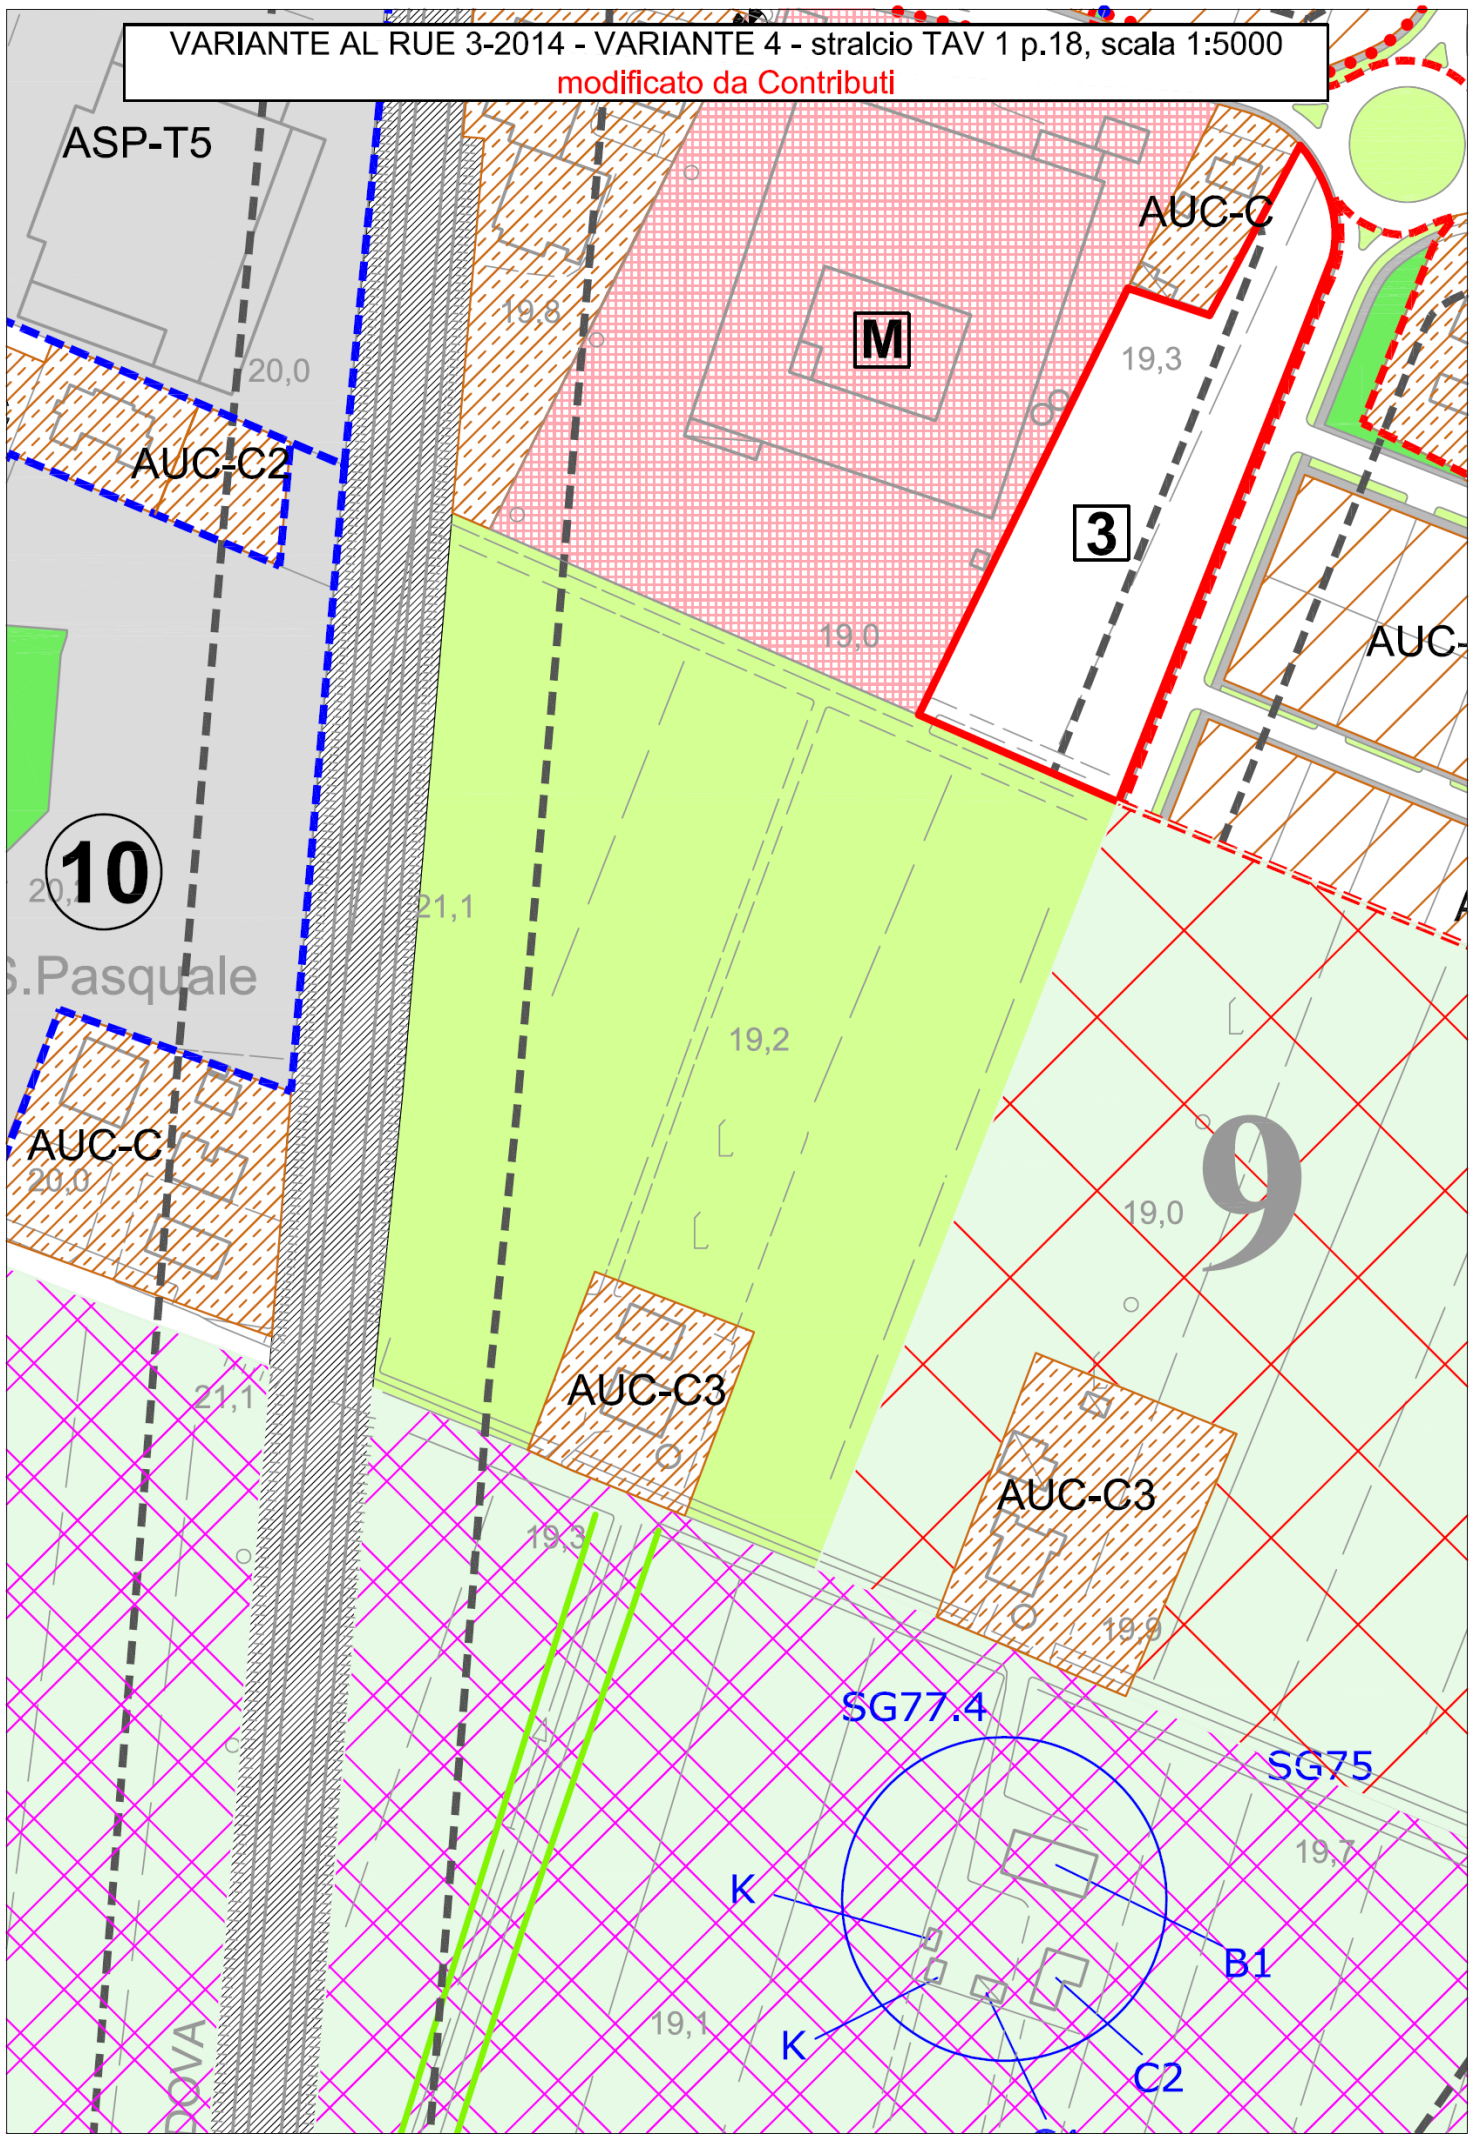 VARIANTE AL RUE 3-2014 - VARIANTE 4 - stralcio TAV 1 p.18, scala 1:5000
modificato da Contributi
ASP-T5
AUC-C
19,8
M
19,3
20,0
AUC-C2
3
19,0
AUC-
10
21,1
S.Pasquale
19,2
AUC-C
20,0
9
19,0
21,1
AUC-C3
AUC-C3
19,3
19,9
SG77.4
SG75
19,7
K
B1
19,1
K
C2
DOVA